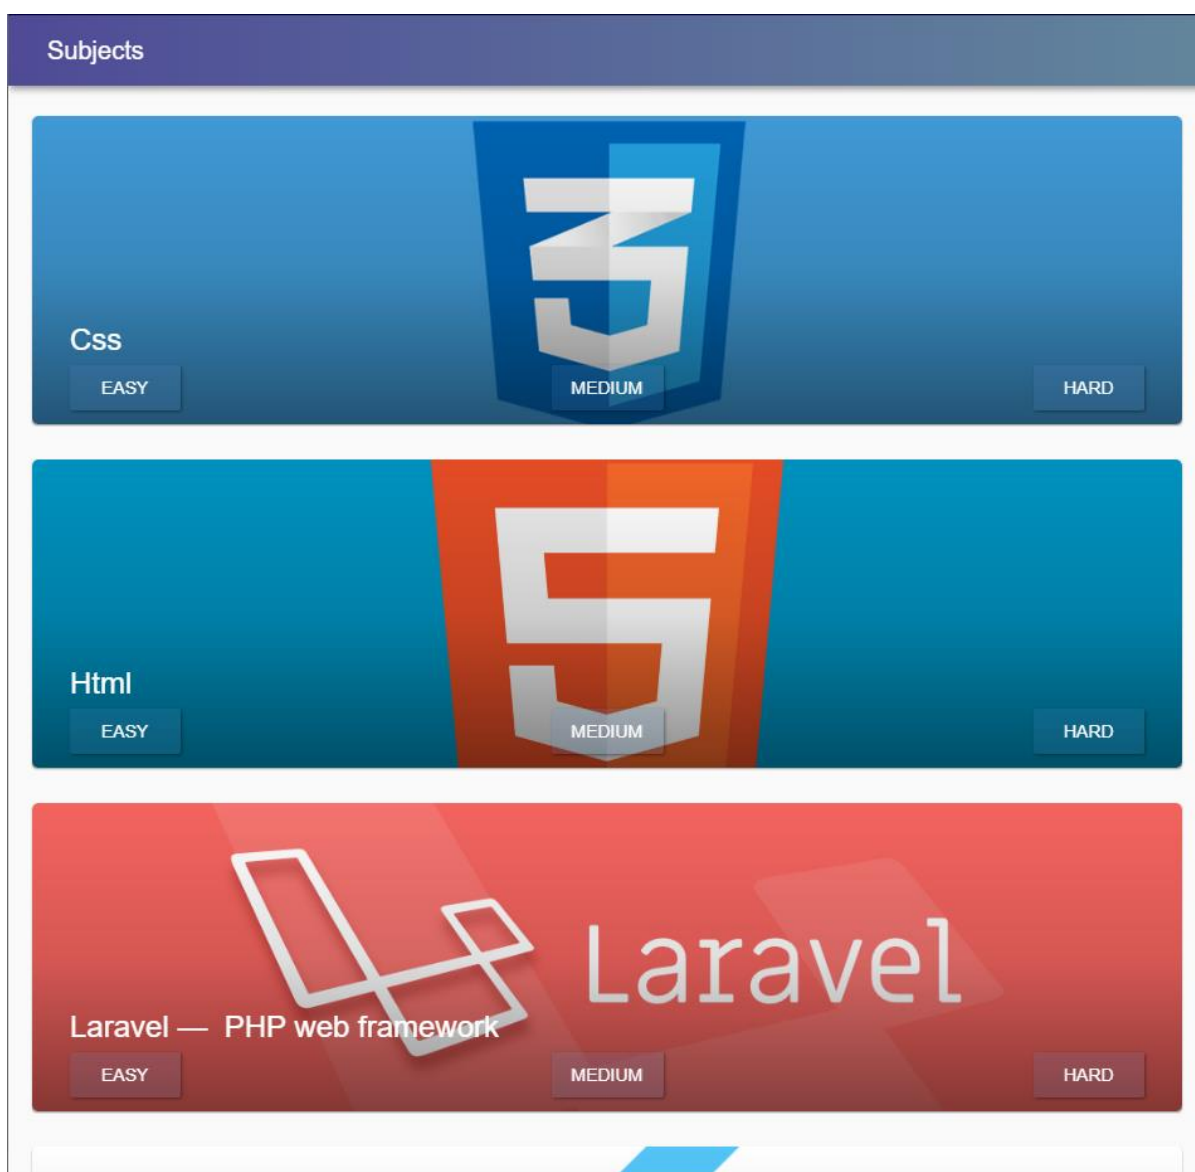 Subjects
Css
EASY MEDIUM HARD
Html
EASY MEDIUM HARD
Laravel
Laravel — PHP web framework
EASY MEDIUM HARD